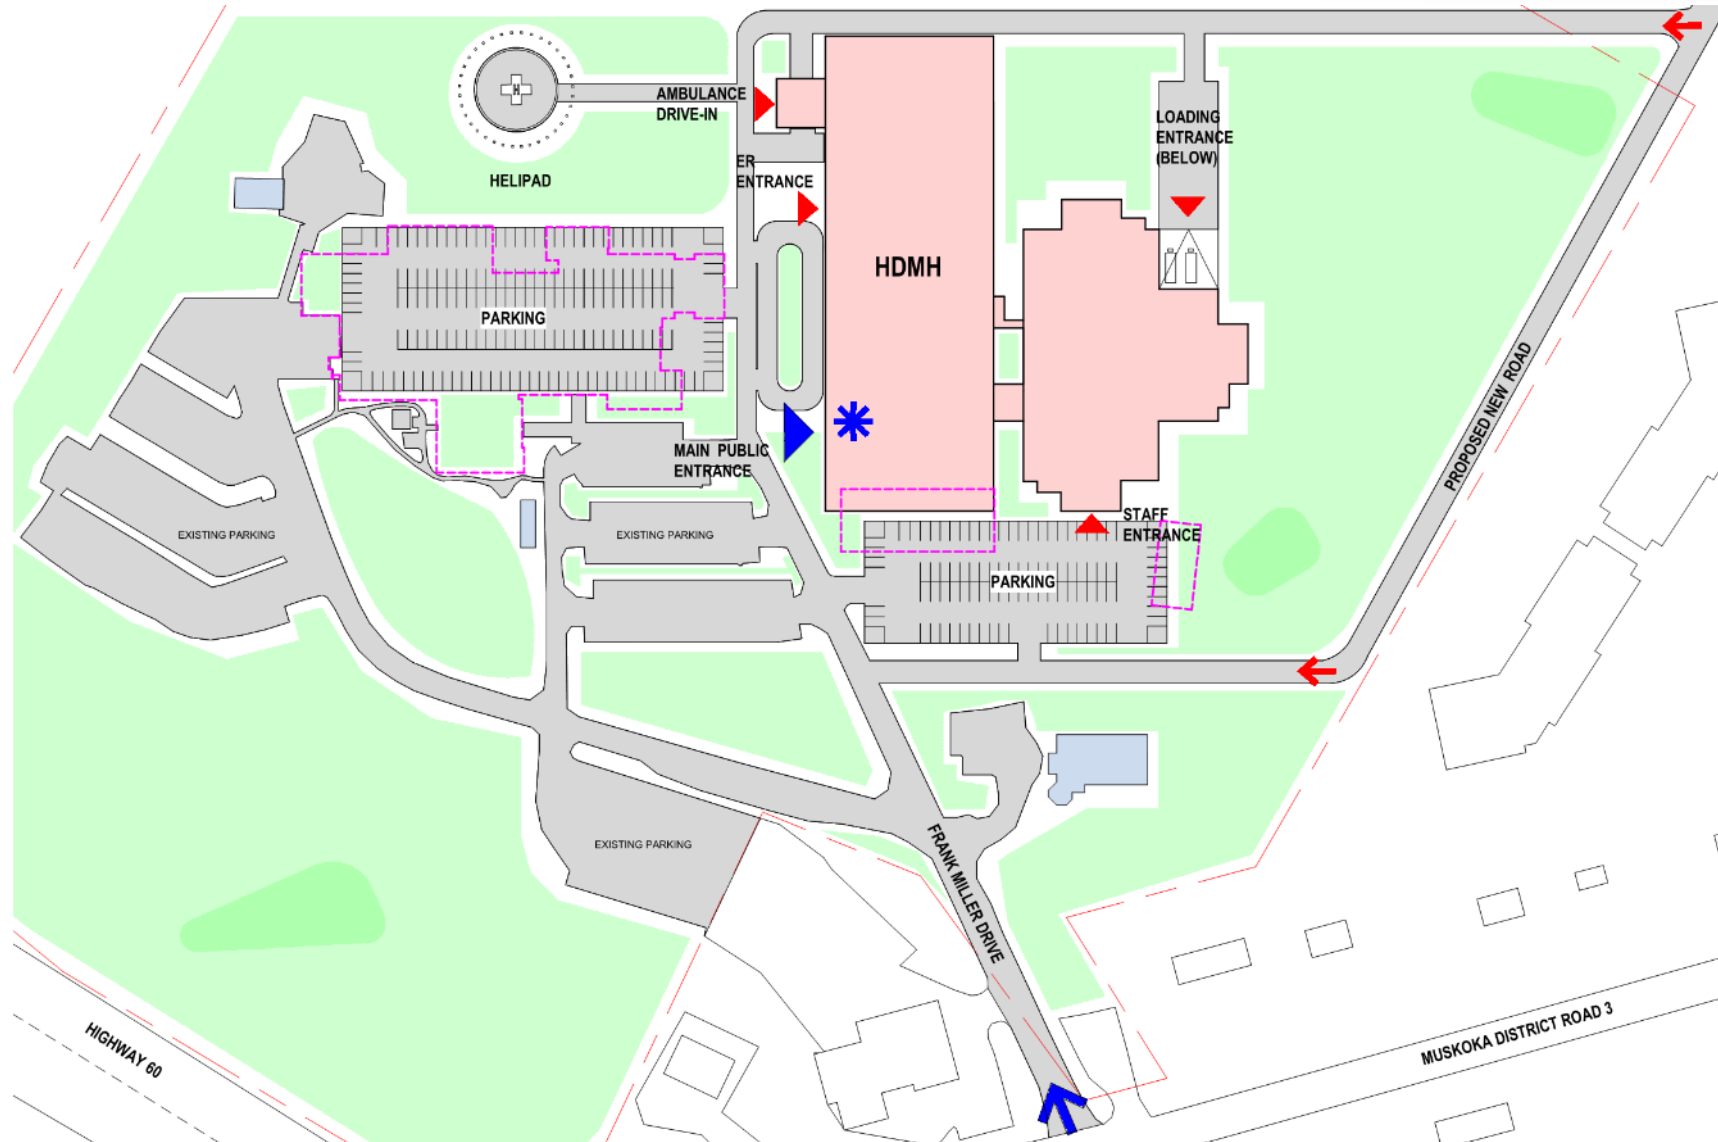 AMBULANCE
DRIVE-IN
H
HELIPAD
LOADING
ENTRANCE
(BELOW)
ER
ENTRANCE
HDMH
PARKING
PROPOSED NEW ROAD
MAIN PUBLIC
ENTRANCE
EXISTING PARKING
EXISTING PARKING
STAFF
ENTRANCE
PARKING
EXISTING PARKING
FRANK MILLER DRIVE
HIGHWAY 60
MUSKOKA DISTRICT ROAD 3